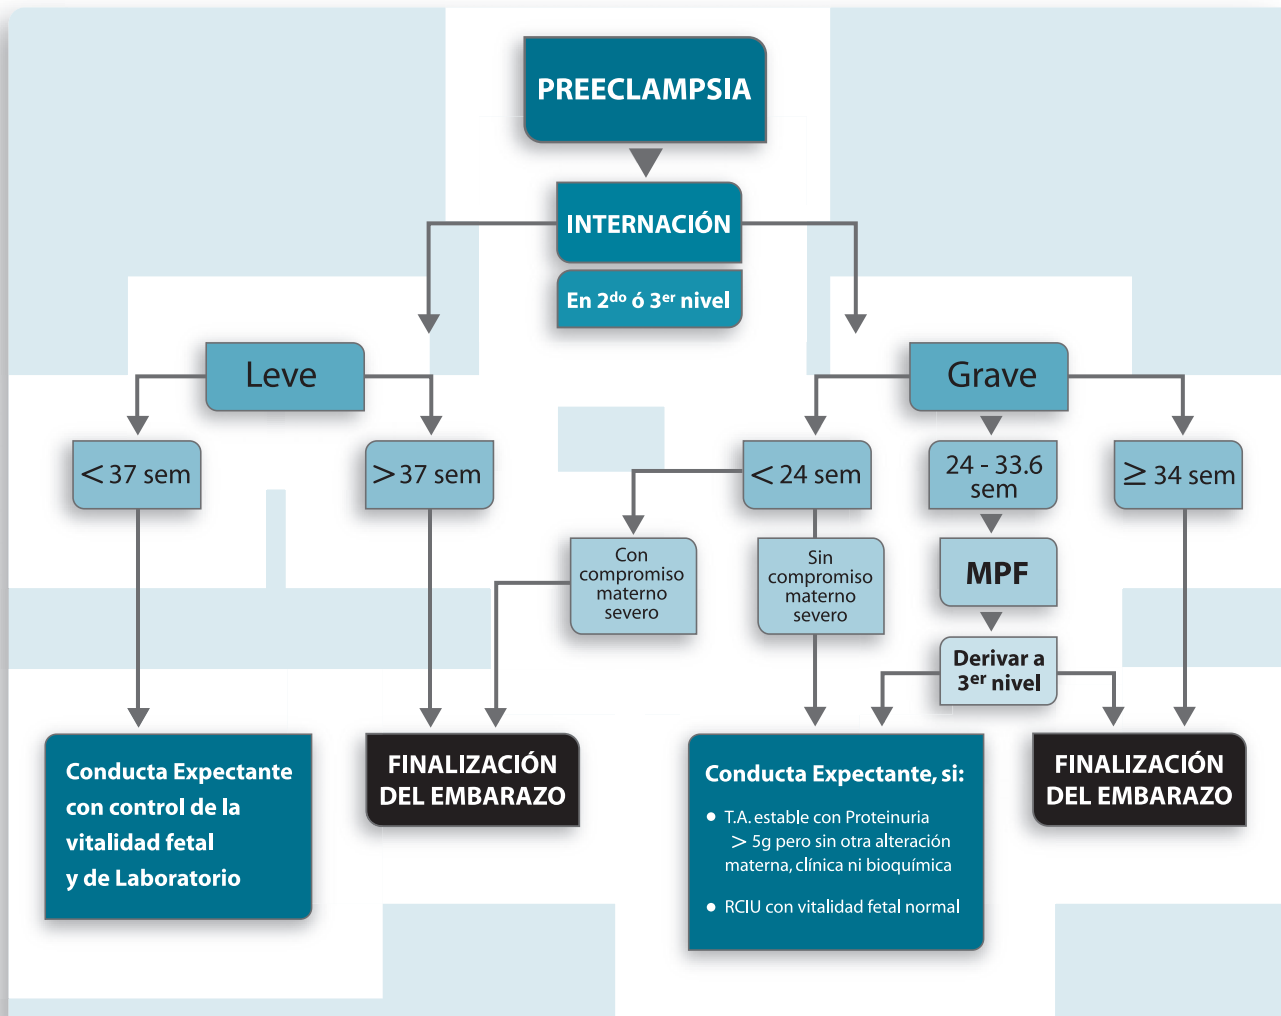 PREECLAMPSIA
INTERNACIÓN
En 2do ó 3er nivel
Leve
Grave
< 37 sem
> 37 sem
< 24 sem
24 - 33.6
sem
≥ 34 sem
Con
compromiso
materno
severo
Sin
compromiso
materno
severo
MPF
Derivar a
3er nivel
Conducta Expectante
con control de la
vitalidad fetal
y de Laboratorio
FINALIZACIÓN
DEL EMBARAZO
Conducta Expectante, si:
• T.A. estable con Proteinuria
> 5g pero sin otra alteración
materna, clínica ni bioquímica
• RCIU con vitalidad fetal normal
FINALIZACIÓN
DEL EMBARAZO